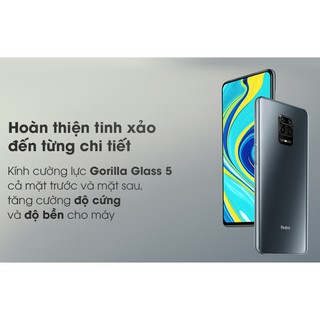 Hoàn thiện tinh xảo
đến từng chi tiết
Kính cường lực Gorilla Glass 5
cả mặt trước và mặt sau,
tăng cường độ cứng
và độ bền cho máy
Redmi